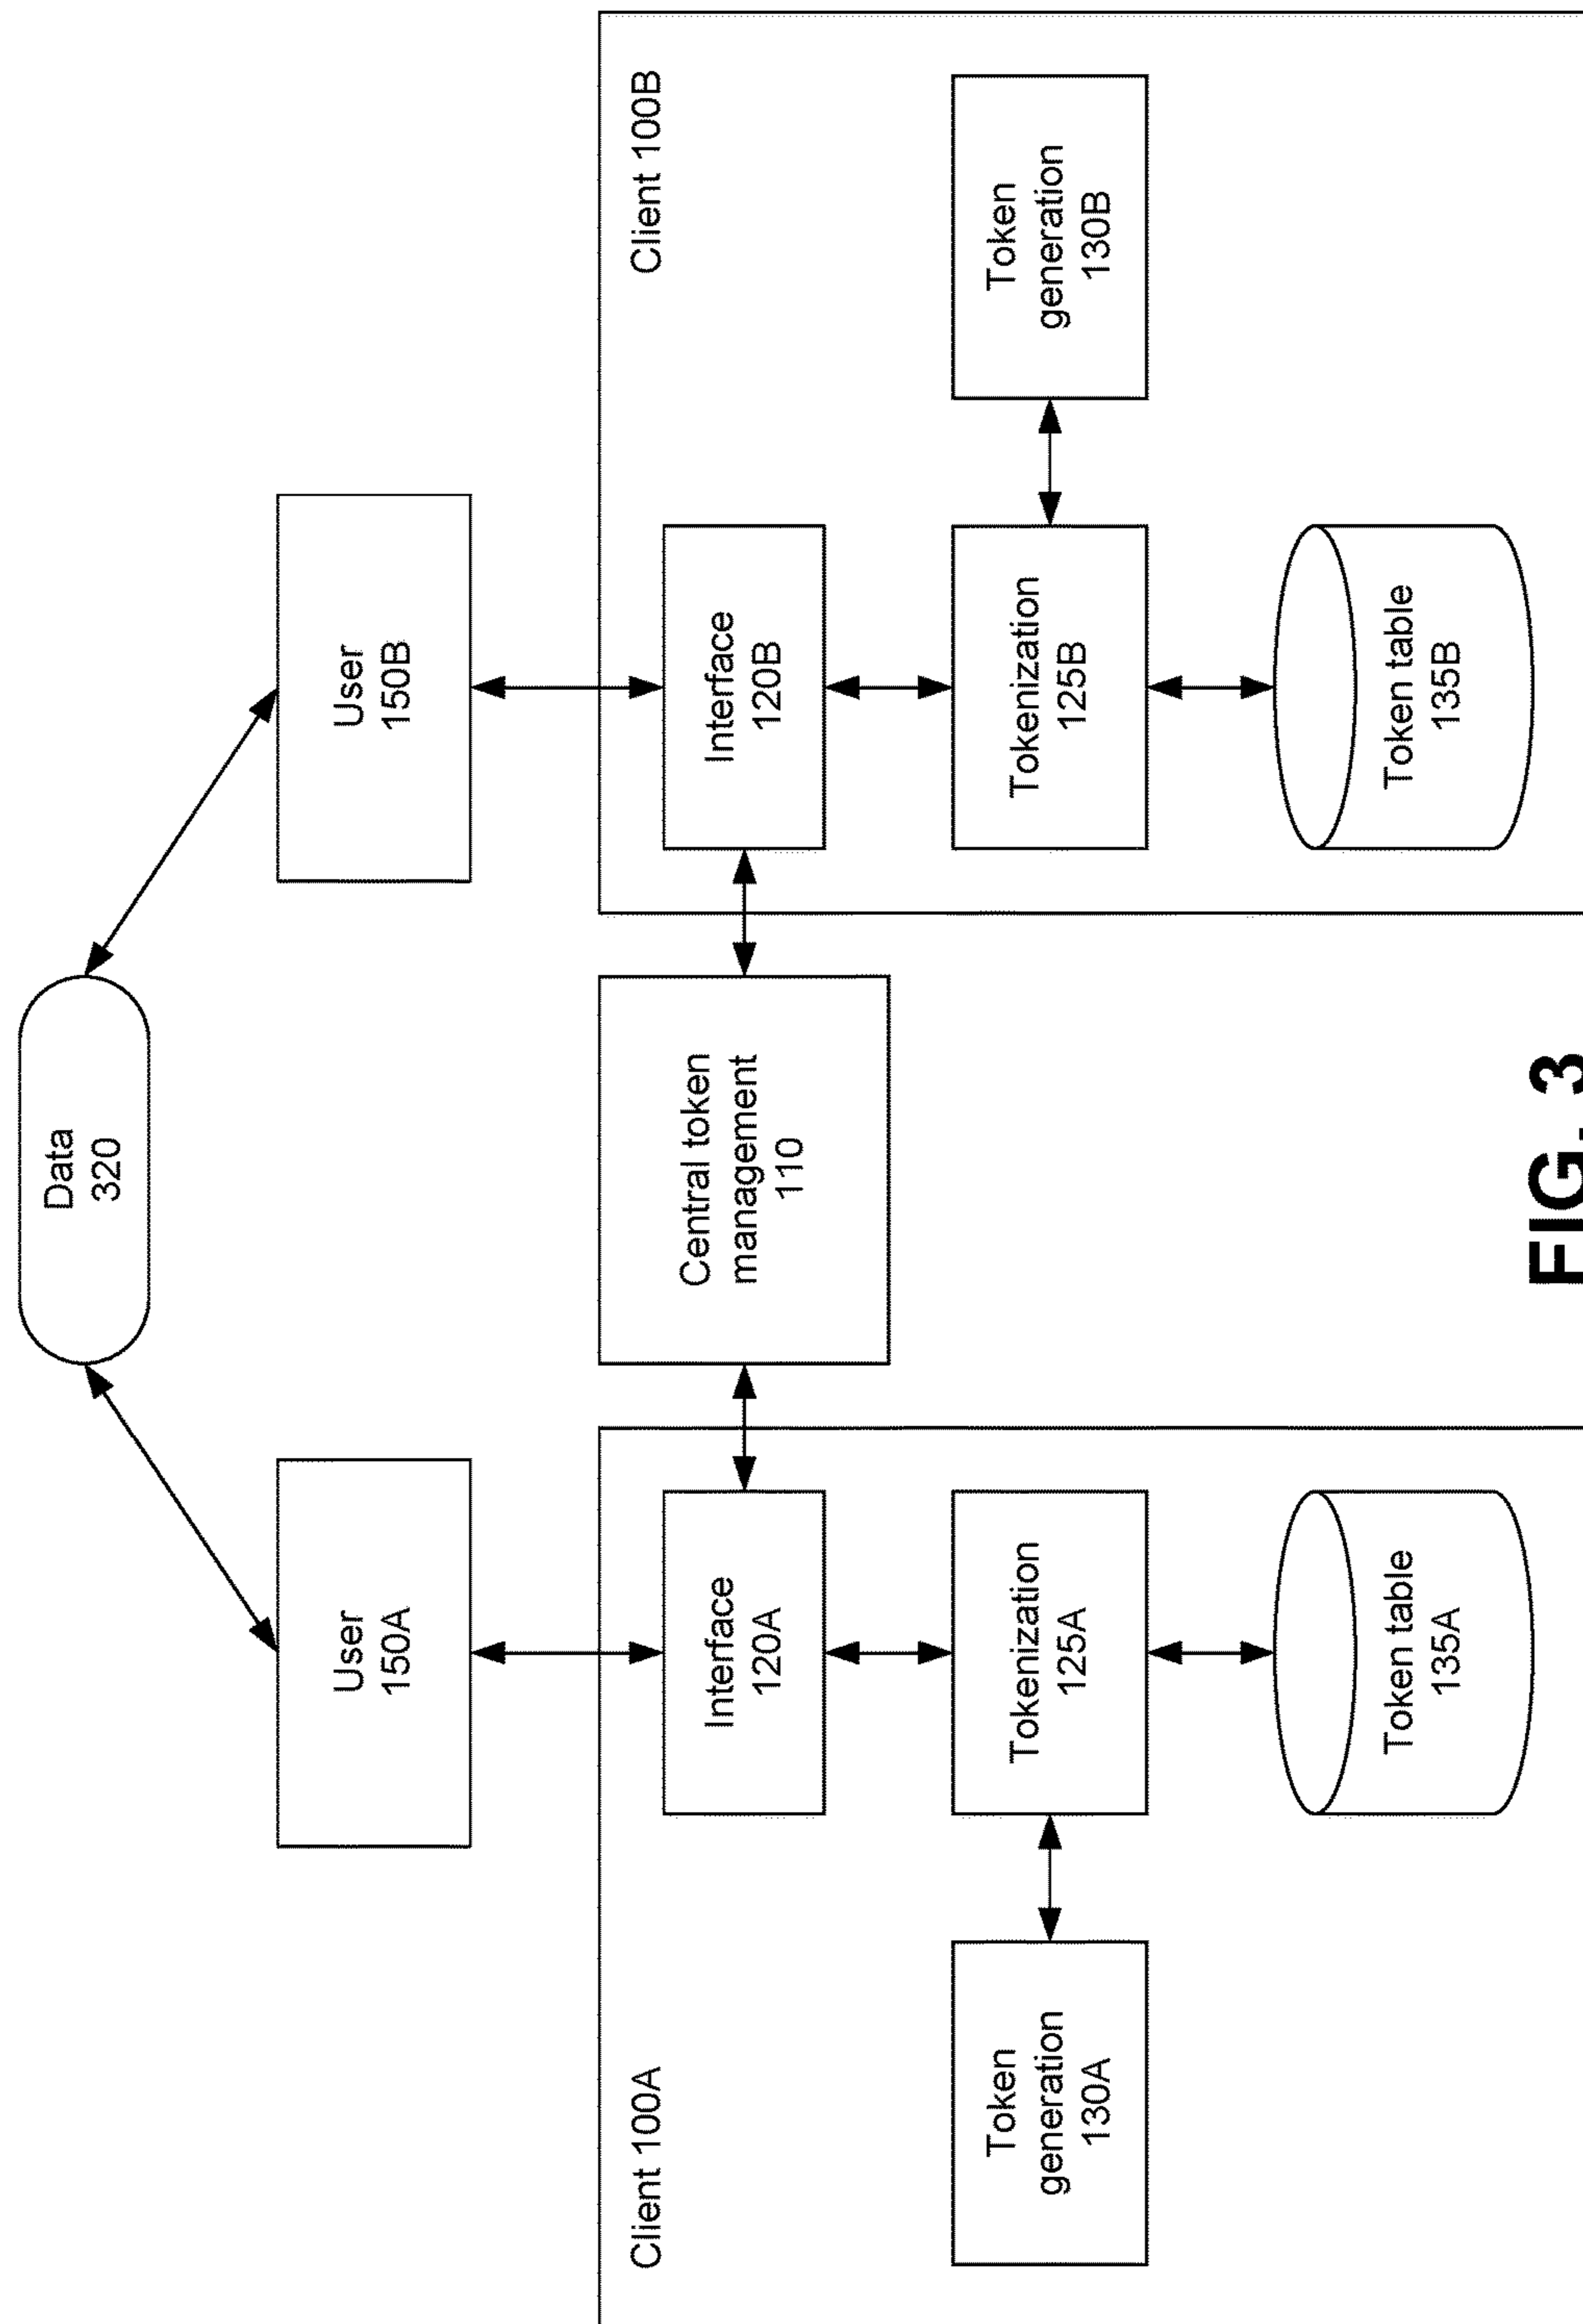 Data
320
User
150A
User
150B
Client 100A
Client 100B
Interface
120A
Central token
management
110
Interface
120B
Token
generation
130A
Tokenization
125A
Tokenization
125B
Token
generation
130B
Token table
135A
Token table
135B
FIG. 3